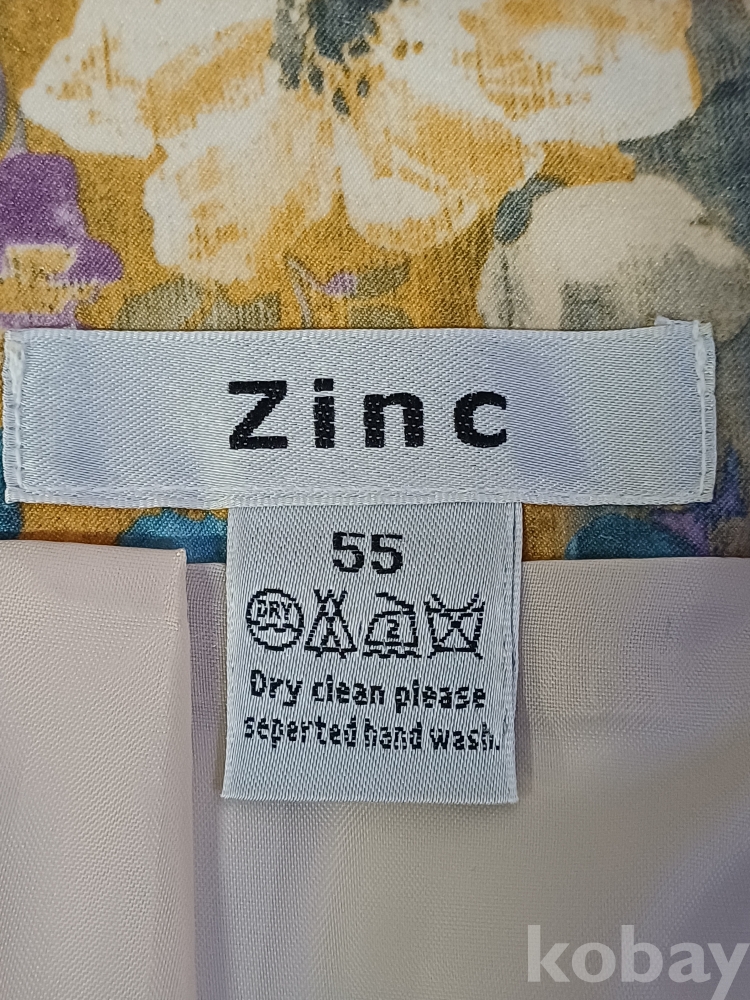 Zinc
55
DRY
2
Dry clean please
seperted hand wash.
kobay